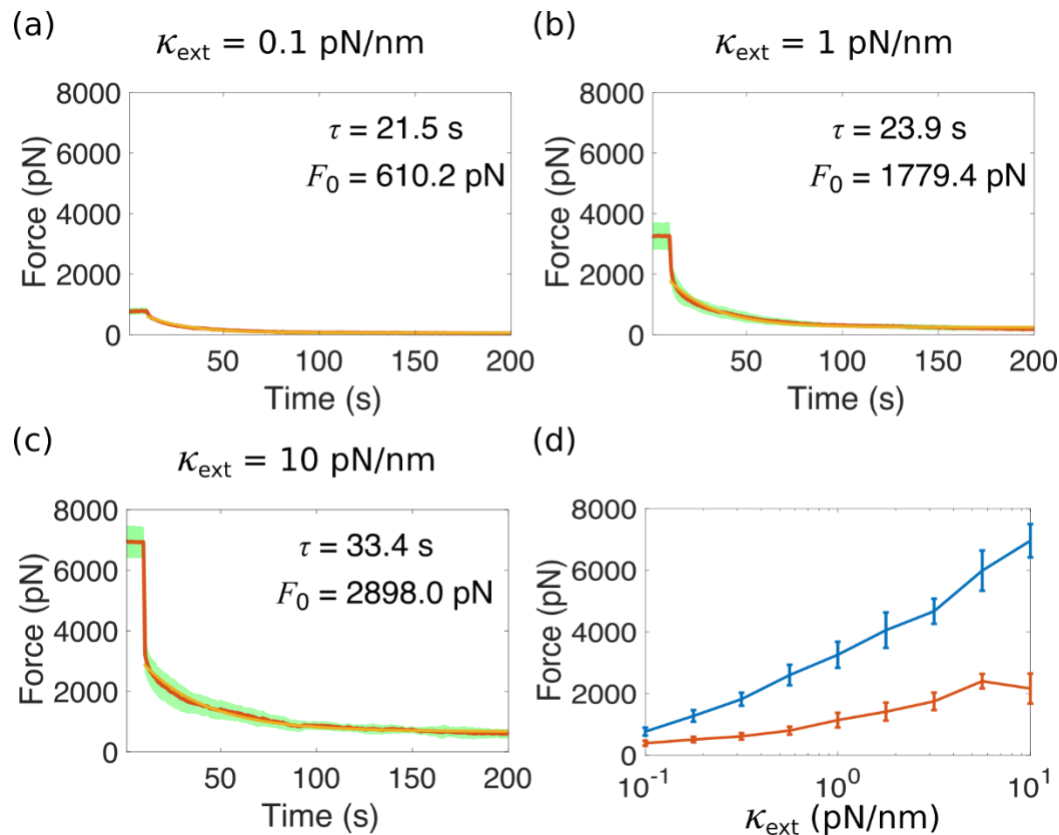 (a)
κext = 0.1 pN/nm
8000
6000
4000
2000
0
Force (pN)
τ = 21.5 s
F0 = 610.2 pN
50
100
150
200
Time (s)
(b)
κext = 1 pN/nm
8000
6000
4000
2000
0
Force (pN)
τ = 23.9 s
F0 = 1779.4 pN
50
100
150
200
Time (s)
(c)
κext = 10 pN/nm
8000
6000
4000
2000
0
Force (pN)
τ = 33.4 s
F0 = 2898.0 pN
50
100
150
200
Time (s)
(d)
8000
6000
4000
2000
0
Force (pN)
10-1
100
101
κext (pN/nm)